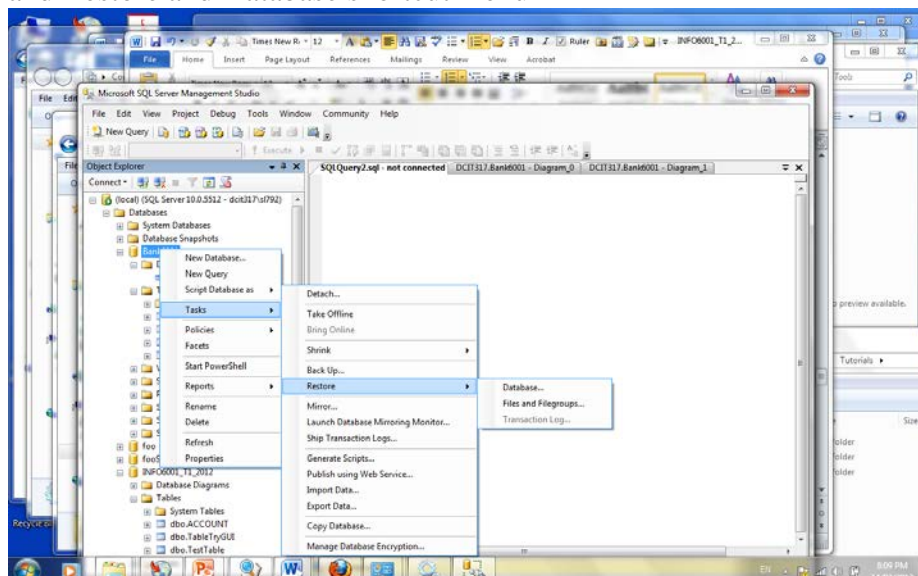 Times New R
12
Ruler
INFO6001_T1_2...
File Home Insert Page Layout References Mailings Review View Acrobat
Tools
File Edit
Microsoft SQL Server Management Studio
File Edit View Project Debug Tools Window Community Help
New Query
Execute
Object Explorer
SQLQuery2.sql - not connected
DCIT317.Bank6001 - Diagram_0
DCIT317.Bank6001 - Diagram_1
Connect
(local) (SQL Server 10.0.5512 - dcit317\sl792)
Databases
System Databases
Database Snapshots
New Database...
New Query
Script Database as
Tasks
Policies
Facets
Start PowerShell
Reports
Rename
Delete
Refresh
Properties
Detach...
Take Offline
Bring Online
Shrink
Back Up...
Restore
Mirror...
Launch Database Mirroring Monitor...
Ship Transaction Logs...
Generate Scripts...
Publish using Web Service...
Import Data...
Export Data...
Copy Database...
Manage Database Encryption...
Database...
Files and Filegroups...
Transaction Log...
preview available.
Tutorials
Size
foo
INFO6001_T1_2012
Database Diagrams
Tables
System Tables
dbo.ACCOUNT
dbo.TableTryGUI
dbo.TestTable
EN
8:09 PM